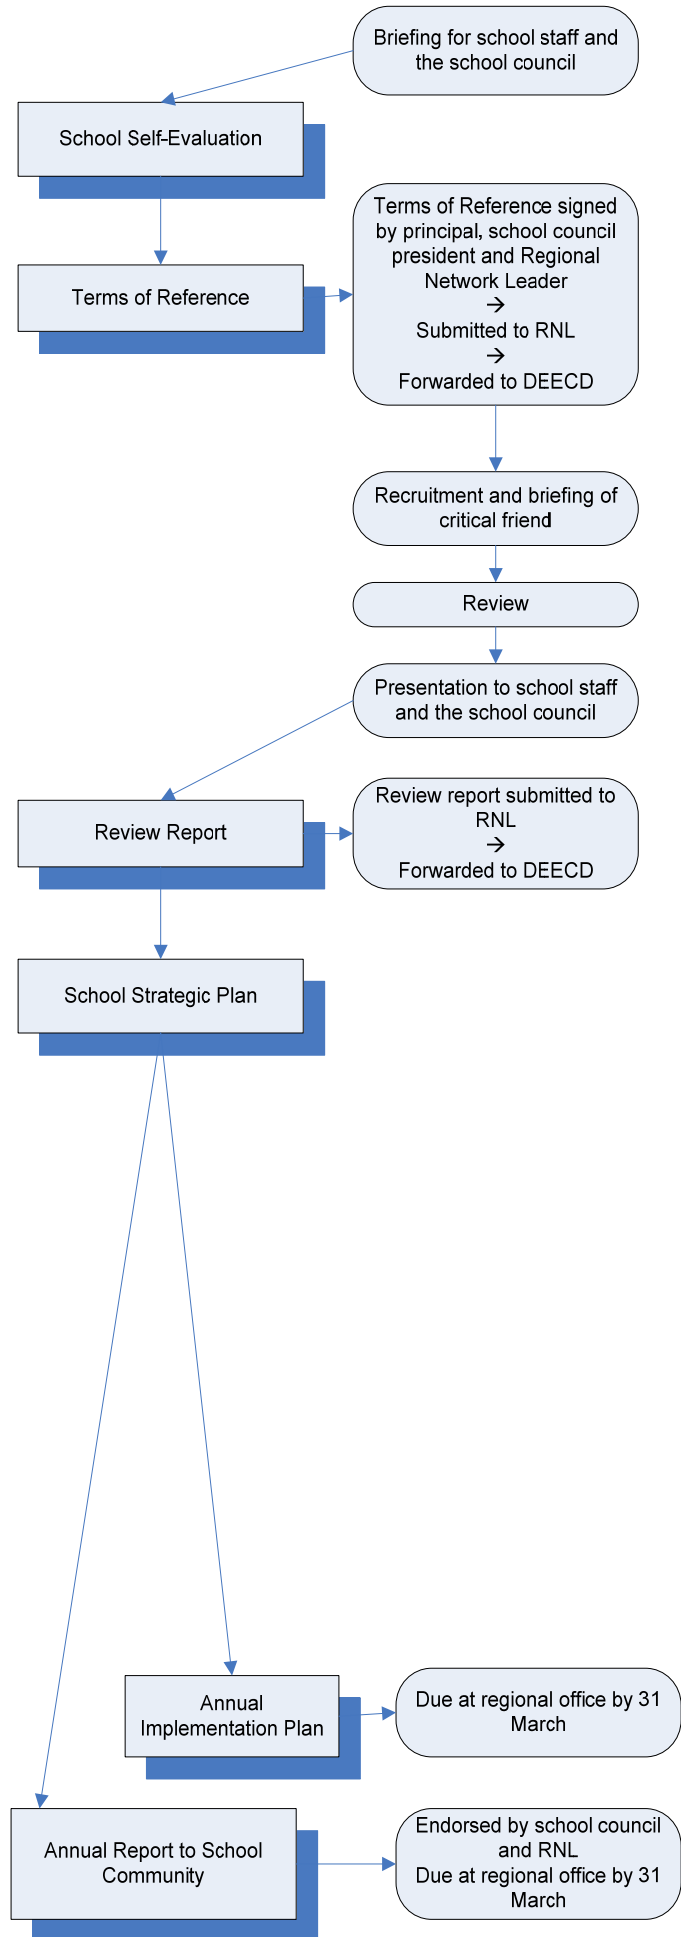 Briefing for school staff and
the school council
School Self-Evaluation
Terms of Reference signed
by principal, school council
president and Regional
Network Leader
→
Submitted to RNL
→
Forwarded to DEECD
Terms of Reference
Recruitment and briefing of
critical friend
Review
Presentation to school staff
and the school council
Review report submitted to
RNL
→
Forwarded to DEECD
Review Report
School Strategic Plan
Annual
Implementation Plan
Due at regional office by 31
March
Annual Report to School
Community
Endorsed by school council
and RNL
Due at regional office by 31
March